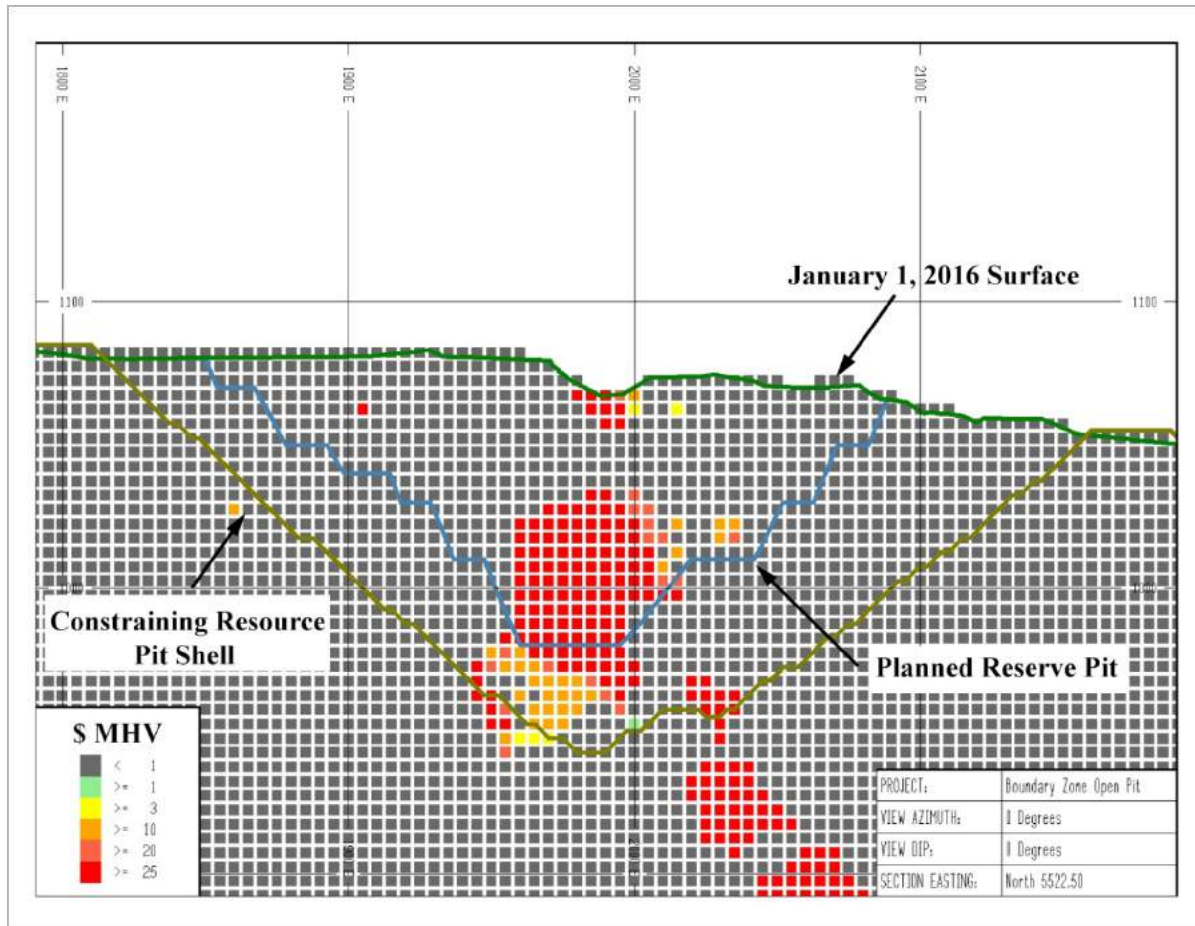 1800 E
1900 E
2000 E
2100 E
January 1, 2016 Surface
1100
1100
Constraining Resource
Pit Shell
Planned Reserve Pit
$ MHV
< 1
>= 1
>= 3
>= 10
>= 20
>= 25
PROJECT: Boundary Zone Open Pit
VIEW AZIMUTH: 0 Degrees
VIEW DIP: 0 Degrees
SECTION EASTING: North 5522.50